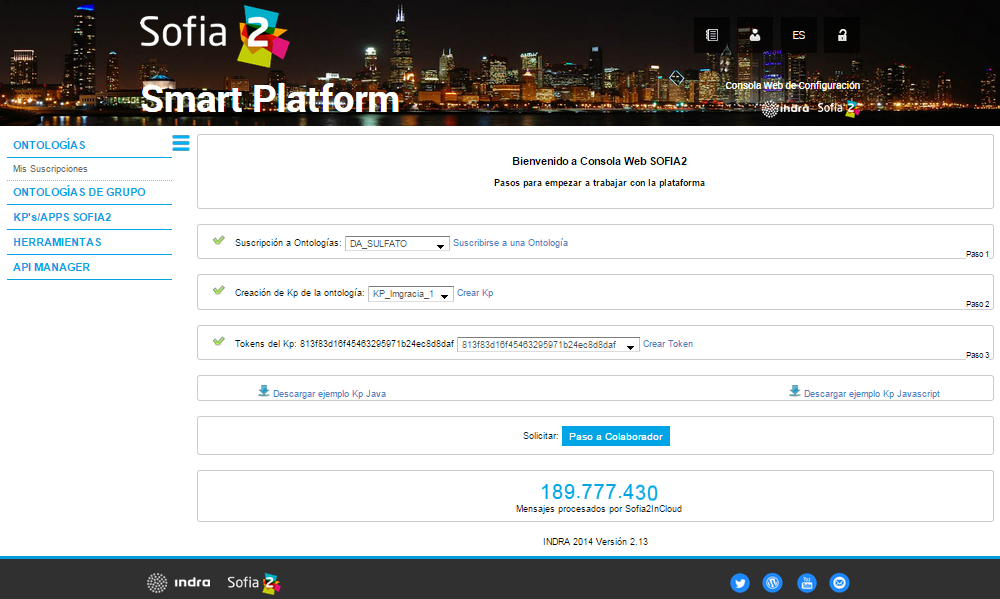 Sofia 2
Smart Platform
ES
Consola Web de Configuración
indra Sofia 2
ONTOLOGÍAS
Mis Suscripciones
ONTOLOGÍAS DE GRUPO
KP's/APPS SOFIA2
HERRAMIENTAS
API MANAGER
Bienvenido a Consola Web SOFIA2
Pasos para empezar a trabajar con la plataforma
Suscripción a Ontologías: DA_SULFATO Suscribirse a una Ontología
Paso 1
Creación de Kp de la ontología: KP_lmgracia_1 Crear Kp
Paso 2
Tokens del Kp: 813f83d16f45463295971b24ec8d8daf 813f83d16f45463295971b24ec8d8daf Crear Token
Paso 3
Descargar ejemplo Kp Java
Descargar ejemplo Kp Javascript
Solicitar: Paso a Colaborador
189.777.430
Mensajes procesados por Sofia2InCloud
INDRA 2014 Versión 2.13
indra Sofia 2
You Tube